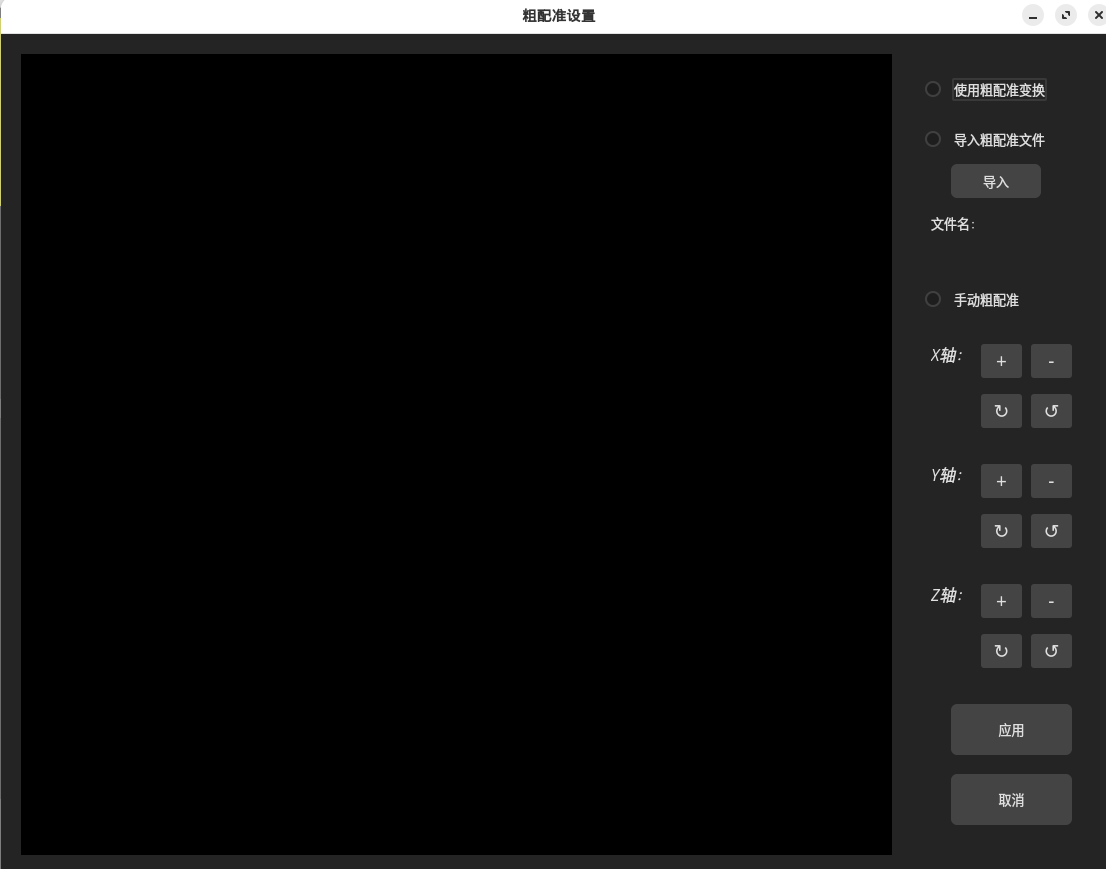 粗配准设置
使用粗配准变换
导入粗配准文件
导入
文件名:
手动粗配准
X轴: + -
↻ ↺
Y轴: + -
↻ ↺
Z轴: + -
↻ ↺
应用
取消